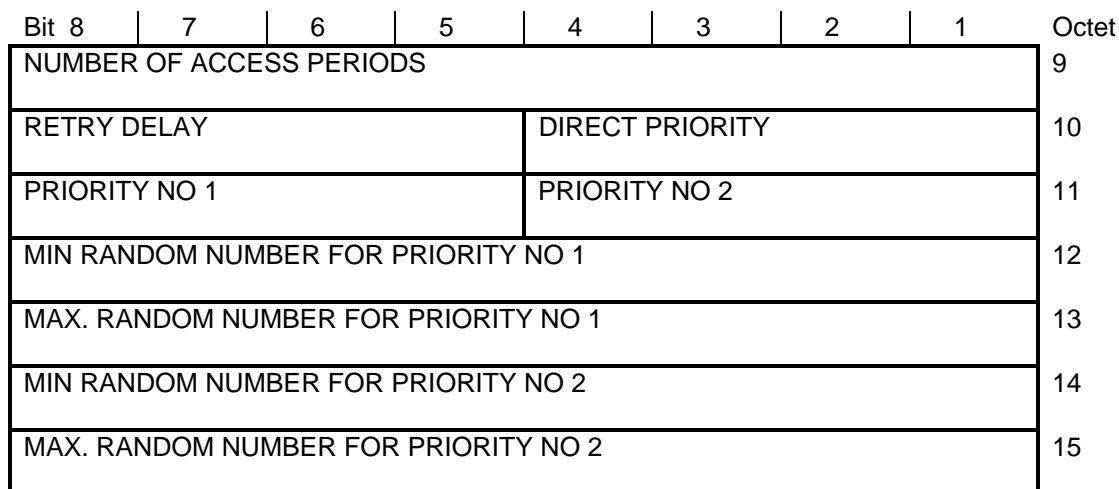 Bit 8 7 6 5 4 3 2 1 Octet
NUMBER OF ACCESS PERIODS 9
RETRY DELAY DIRECT PRIORITY 10
PRIORITY NO 1 PRIORITY NO 2 11
MIN RANDOM NUMBER FOR PRIORITY NO 1 12
MAX. RANDOM NUMBER FOR PRIORITY NO 1 13
MIN RANDOM NUMBER FOR PRIORITY NO 2 14
MAX. RANDOM NUMBER FOR PRIORITY NO 2 15